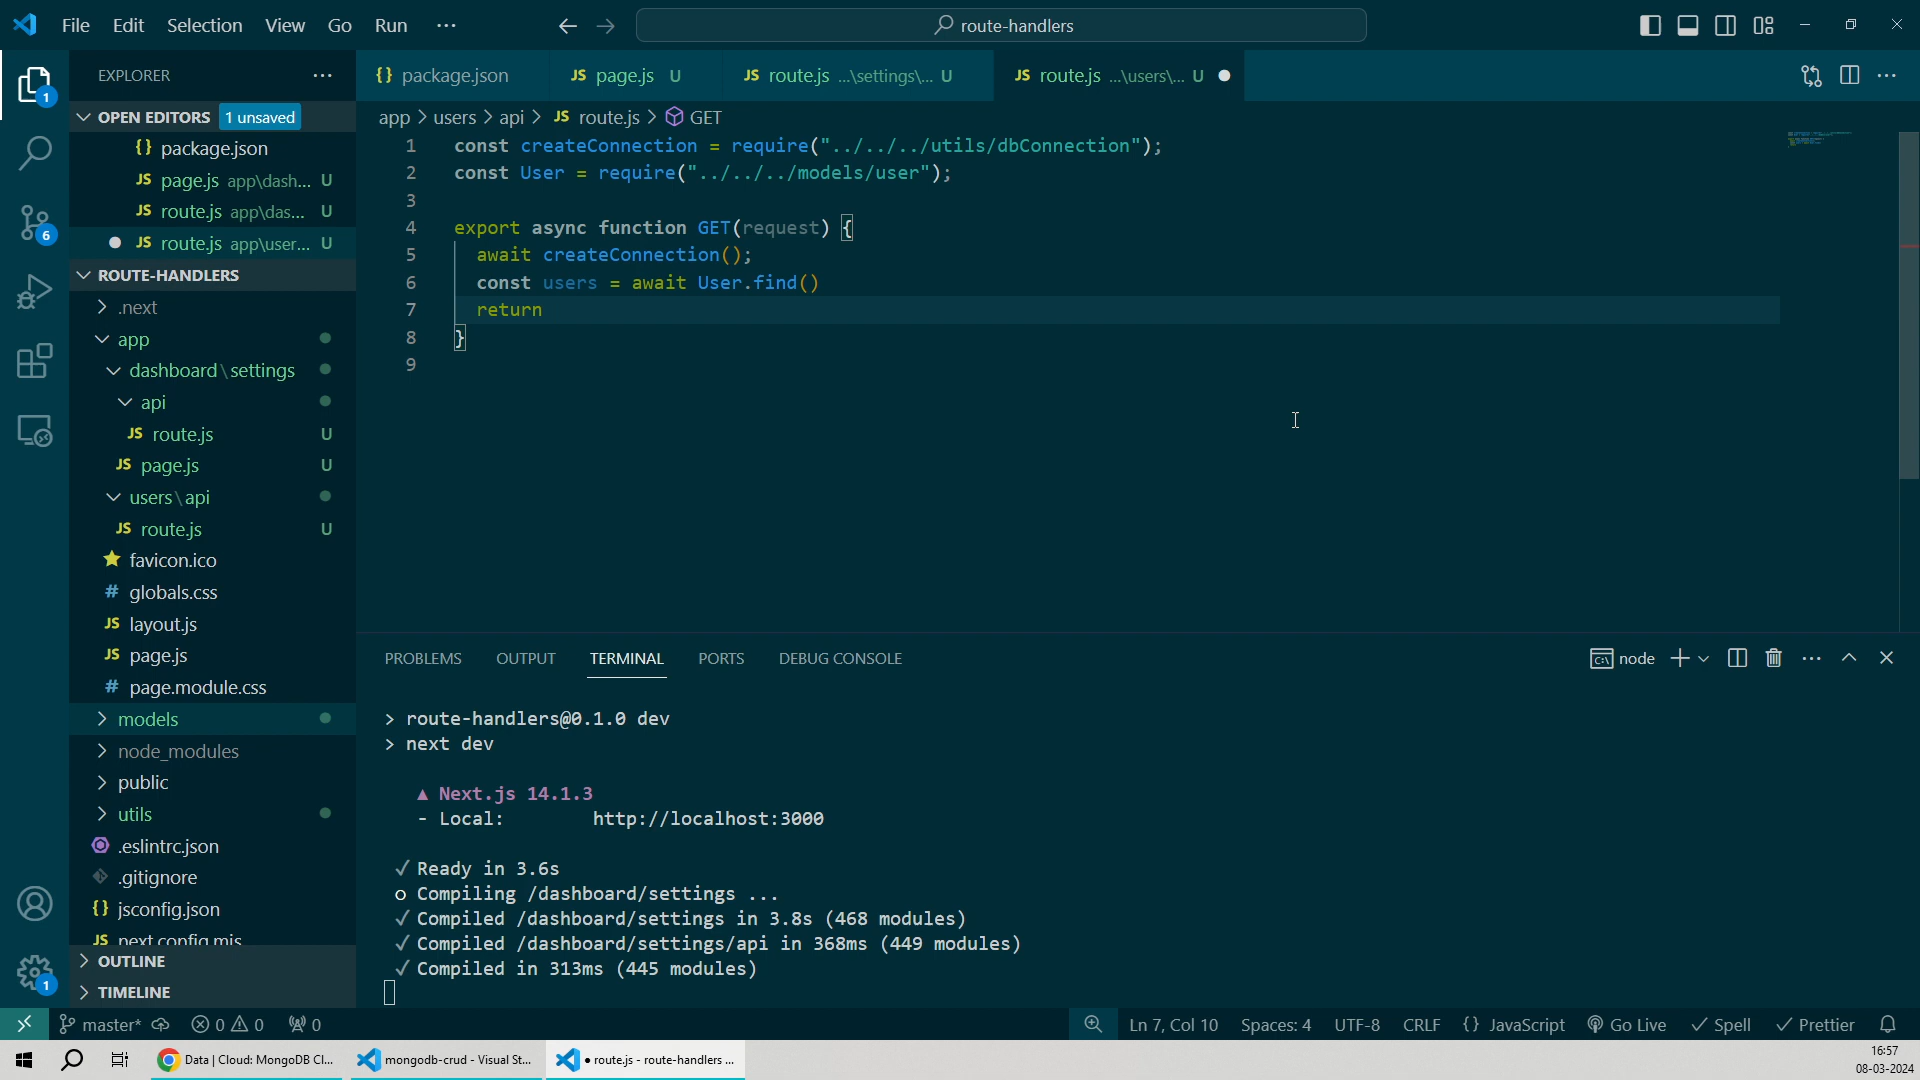 File Edit Selection View Go Run ···
route-handlers
EXPLORER ···
OPEN EDITORS 1 unsaved
{} package.json
JS page.js app\dash... U
JS route.js app\das... U
JS route.js app\user... U
ROUTE-HANDLERS
.next
app
dashboard\settings
api
JS route.js U
JS page.js U
users\api
JS route.js U
favicon.ico
# globals.css
JS layout.js
JS page.js
# page.module.css
models
node_modules
public
utils
.eslintrc.json
.gitignore
{} jsconfig.json
JS next.config.mjs
OUTLINE
TIMELINE
1
6
1
{} package.json JS page.js U JS route.js ...\settings\... U JS route.js ...\users\... U
app > users > api > JS route.js > GET
1 const createConnection = require("../../../utils/dbConnection");
2 const User = require("../../../models/user");
3
4 export async function GET(request) {
5 await createConnection();
6 const users = await User.find()
7 return
8 }
9
PROBLEMS OUTPUT TERMINAL PORTS DEBUG CONSOLE node
> route-handlers@0.1.0 dev
> next dev
▲ Next.js 14.1.3
- Local: http://localhost:3000
✓ Ready in 3.6s
○ Compiling /dashboard/settings ...
✓ Compiled /dashboard/settings in 3.8s (468 modules)
✓ Compiled /dashboard/settings/api in 368ms (449 modules)
✓ Compiled in 313ms (445 modules)
master* 0 0 0 Ln 7, Col 10 Spaces: 4 UTF-8 CRLF {} JavaScript Go Live ✓ Spell ✓ Prettier
Data | Cloud: MongoDB Cl... mongodb-crud - Visual St... ● route.js - route-handlers ...
16:57
08-03-2024